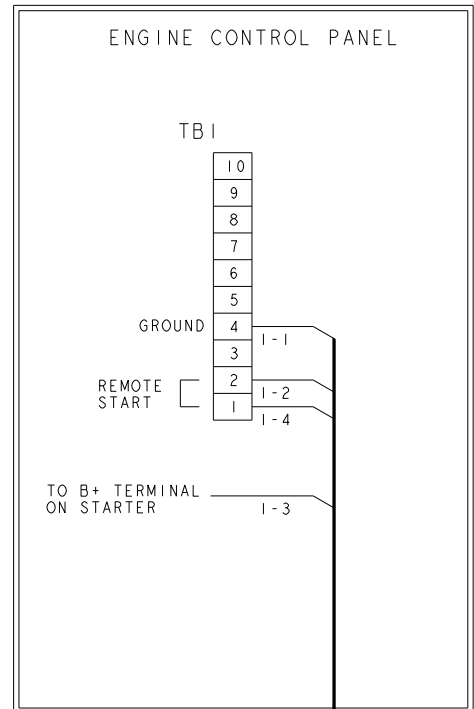 ENGINE CONTROL PANEL
TB1
10
9
8
7
6
5
GROUND 4
1-1
3
REMOTE START 2
1-2
1
1-4
TO B+ TERMINAL
ON STARTER
1-3